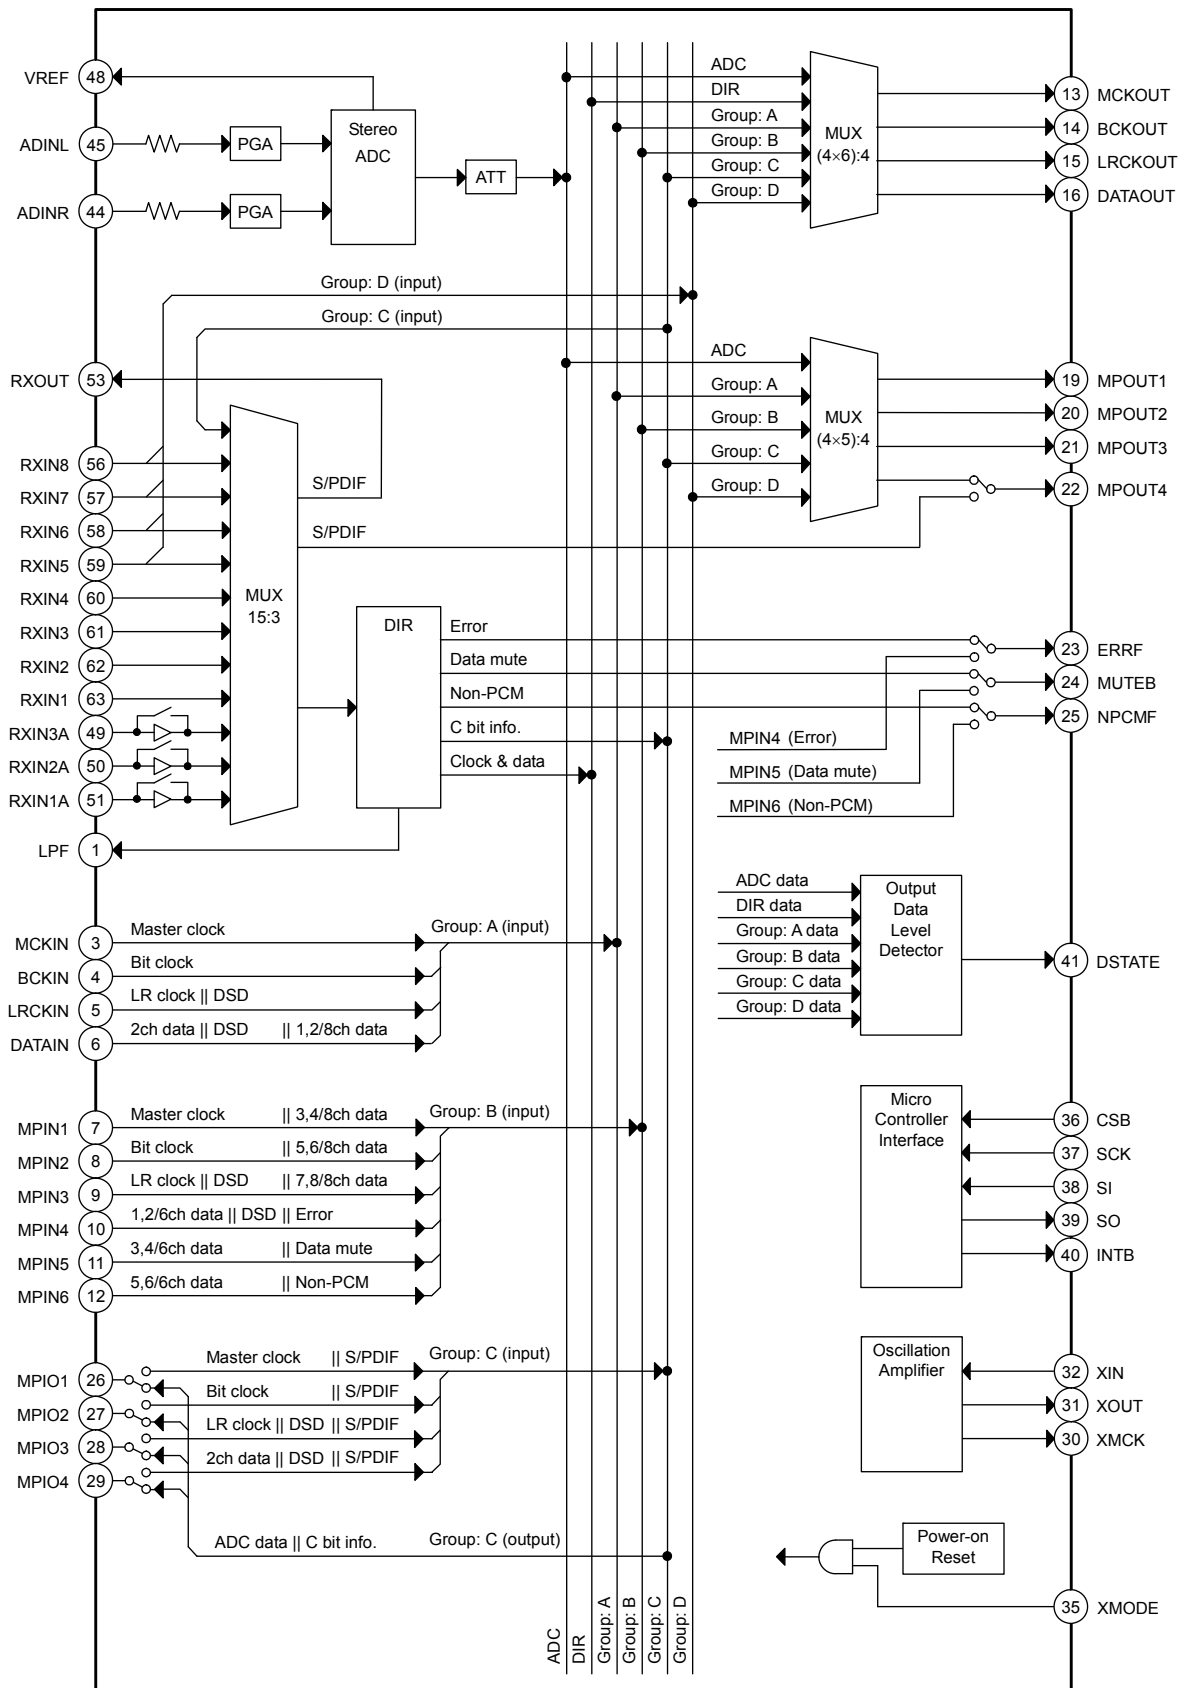 VREF 48
ADINL 45
PGA
Stereo
ADC
ATT
ADINR 44
PGA
ADC
DIR
Group: A
Group: B
Group: C
Group: D
MUX
(4×6):4
13 MCKOUT
14 BCKOUT
15 LRCKOUT
16 DATAOUT
Group: D (input)
Group: C (input)
RXOUT 53
RXIN8 56
RXIN7 57
RXIN6 58
RXIN5 59
RXIN4 60
RXIN3 61
RXIN2 62
RXIN1 63
RXIN3A 49
RXIN2A 50
RXIN1A 51
LPF 1
MUX
15:3
S/PDIF
S/PDIF
ADC
Group: A
Group: B
Group: C
Group: D
MUX
(4×5):4
19 MPOUT1
20 MPOUT2
21 MPOUT3
22 MPOUT4
DIR
Error
Data mute
Non-PCM
C bit info.
Clock & data
MPIN4 (Error)
MPIN5 (Data mute)
MPIN6 (Non-PCM)
23 ERRF
24 MUTEB
25 NPCMF
MCKIN 3 Master clock
BCKIN 4 Bit clock
LRCKIN 5 LR clock || DSD
DATAIN 6 2ch data || DSD || 1,2/8ch data
Group: A (input)
ADC data
DIR data
Group: A data
Group: B data
Group: C data
Group: D data
Output
Data
Level
Detector
41 DSTATE
MPIN1 7 Master clock || 3,4/8ch data
MPIN2 8 Bit clock || 5,6/8ch data
MPIN3 9 LR clock || DSD || 7,8/8ch data
MPIN4 10 1,2/6ch data || DSD || Error
MPIN5 11 3,4/6ch data || Data mute
MPIN6 12 5,6/6ch data || Non-PCM
Group: B (input)
Micro
Controller
Interface
36 CSB
37 SCK
38 SI
39 SO
40 INTB
MPIO1 26 Master clock || S/PDIF
MPIO2 27 Bit clock || S/PDIF
MPIO3 28 LR clock || DSD || S/PDIF
MPIO4 29 2ch data || DSD || S/PDIF
Group: C (input)
ADC data || C bit info.
Group: C (output)
Oscillation
Amplifier
32 XIN
31 XOUT
30 XMCK
Power-on
Reset
35 XMODE
ADC
DIR
Group: A
Group: B
Group: C
Group: D